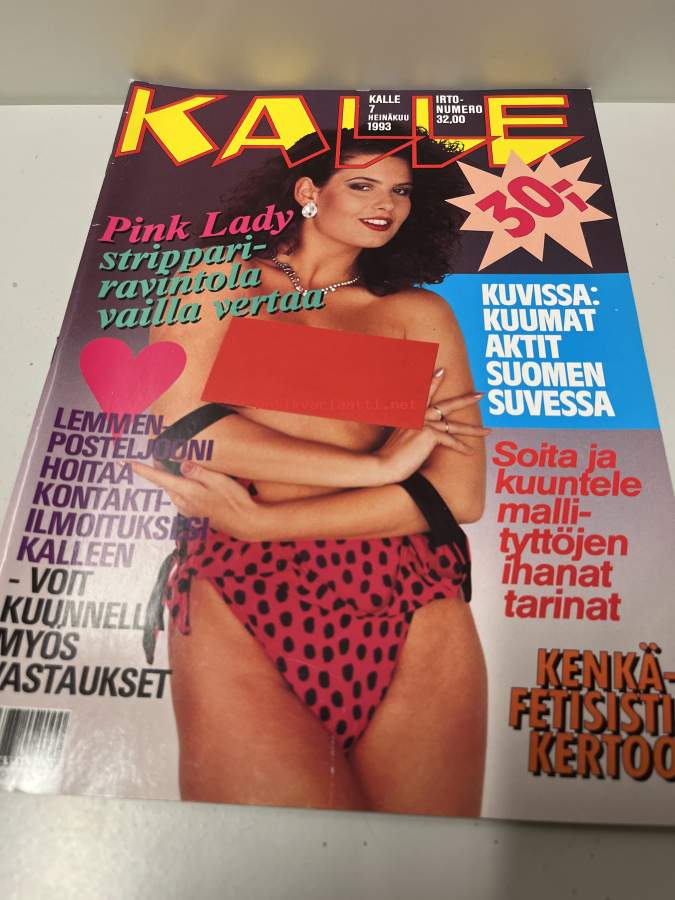 KALLE
KALLE
7
HEINÄKUU
1993
IRTO-
NUMERO
32,00
30,-
Pink Lady
strippari-
ravintola
vailla vertaa
KUVISSA:
KUUMAT
AKTIT
SUOMEN
SUVESSA
LEMMEN-
POSTELJOONI
HOITAA
KONTAKTI-
ILMOITUKSESI
KALLEEN
- VOIT
KUUNNELLA
MYÖS
VASTAUKSET
Soita ja
kuuntele
malli-
tyttöjen
ihanat
tarinat
KENKÄ-
FETISISTI
KERTOO